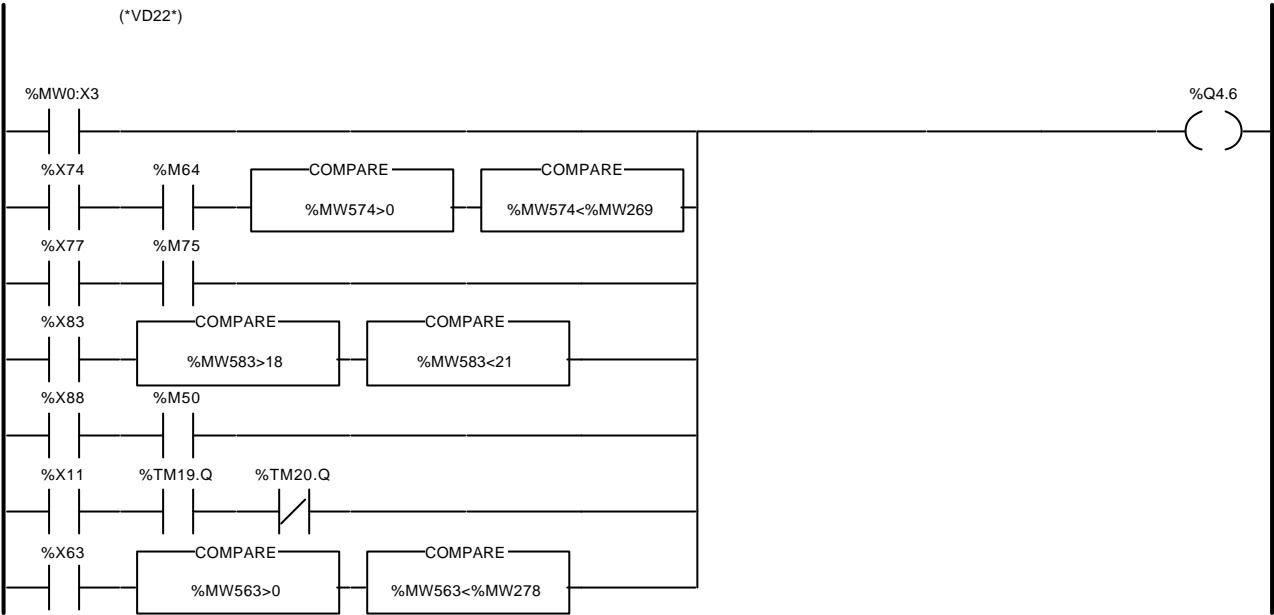 (*VD22*)
%MW0:X3 %Q4.6
%X74 %M64 COMPARE COMPARE
%MW574>0 %MW574<%MW269
%X77 %M75
%X83 COMPARE COMPARE
%MW583>18 %MW583<21
%X88 %M50
%X11 %TM19.Q %TM20.Q
%X63 COMPARE COMPARE
%MW563>0 %MW563<%MW278